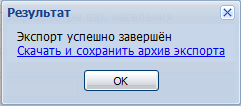 Результат
Экспорт успешно завершён
Скачать и сохранить архив экспорта
OK